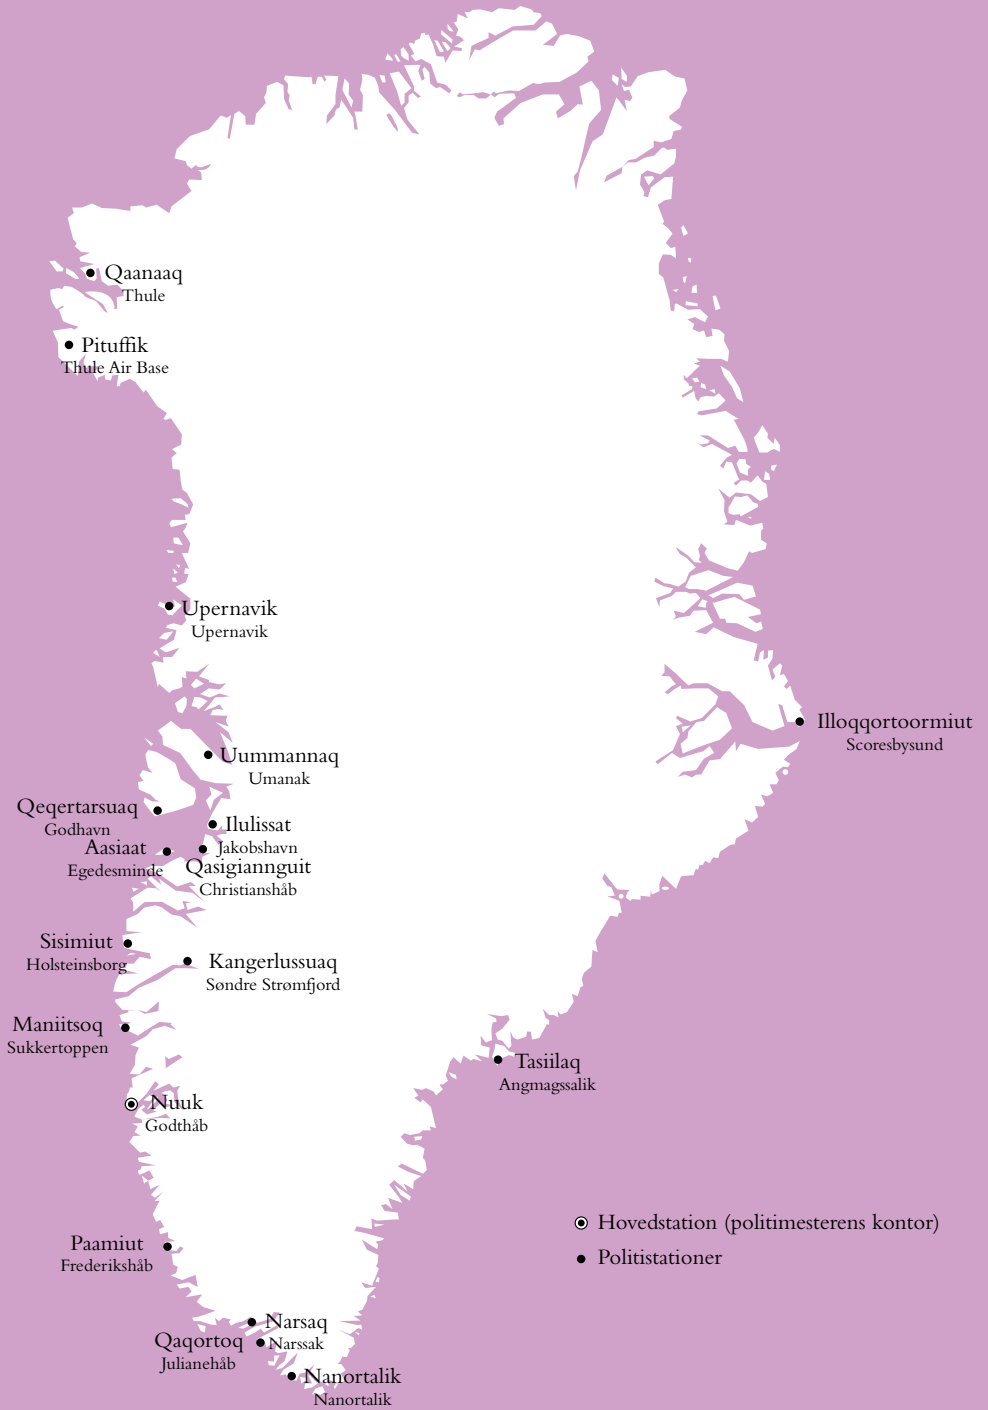 Qaanaaq
Thule
Pituffik
Thule Air Base
Upernavik
Upernavik
Illoqqortoormiut
Scoresbysund
Uummannaq
Umanak
Qeqertarsuaq
Godhavn
Ilulissat
Jakobshavn
Aasiaat
Egedesminde
Qasigiannguit
Christianshåb
Sisimiut
Holsteinsborg
Kangerlussuaq
Søndre Strømfjord
Maniitsoq
Sukkertoppen
Tasiilaq
Angmagssalik
Nuuk
Godthåb
Hovedstation (politimesterens kontor)
Politistationer
Paamiut
Frederikshåb
Narsaq
Narssak
Qaqortoq
Julianehåb
Nanortalik
Nanortalik